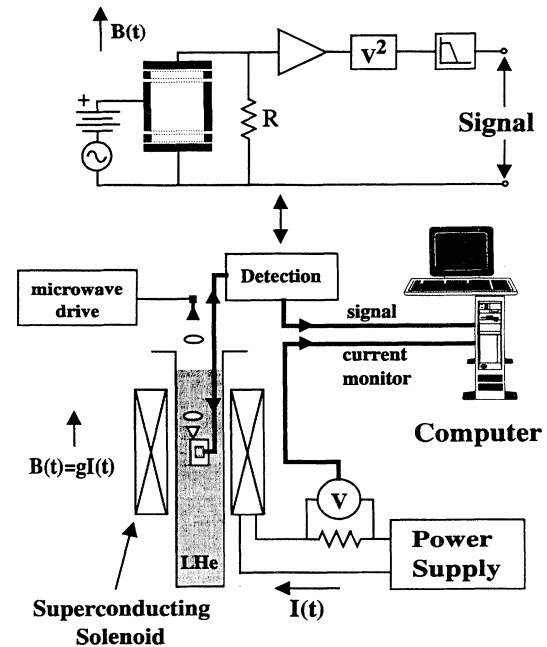 B(t)
+
V²
R
Signal
Detection
microwave
drive
signal
current
monitor
Computer
B(t)=gI(t)
V
LHe
Power
Supply
I(t)
Superconducting
Solenoid